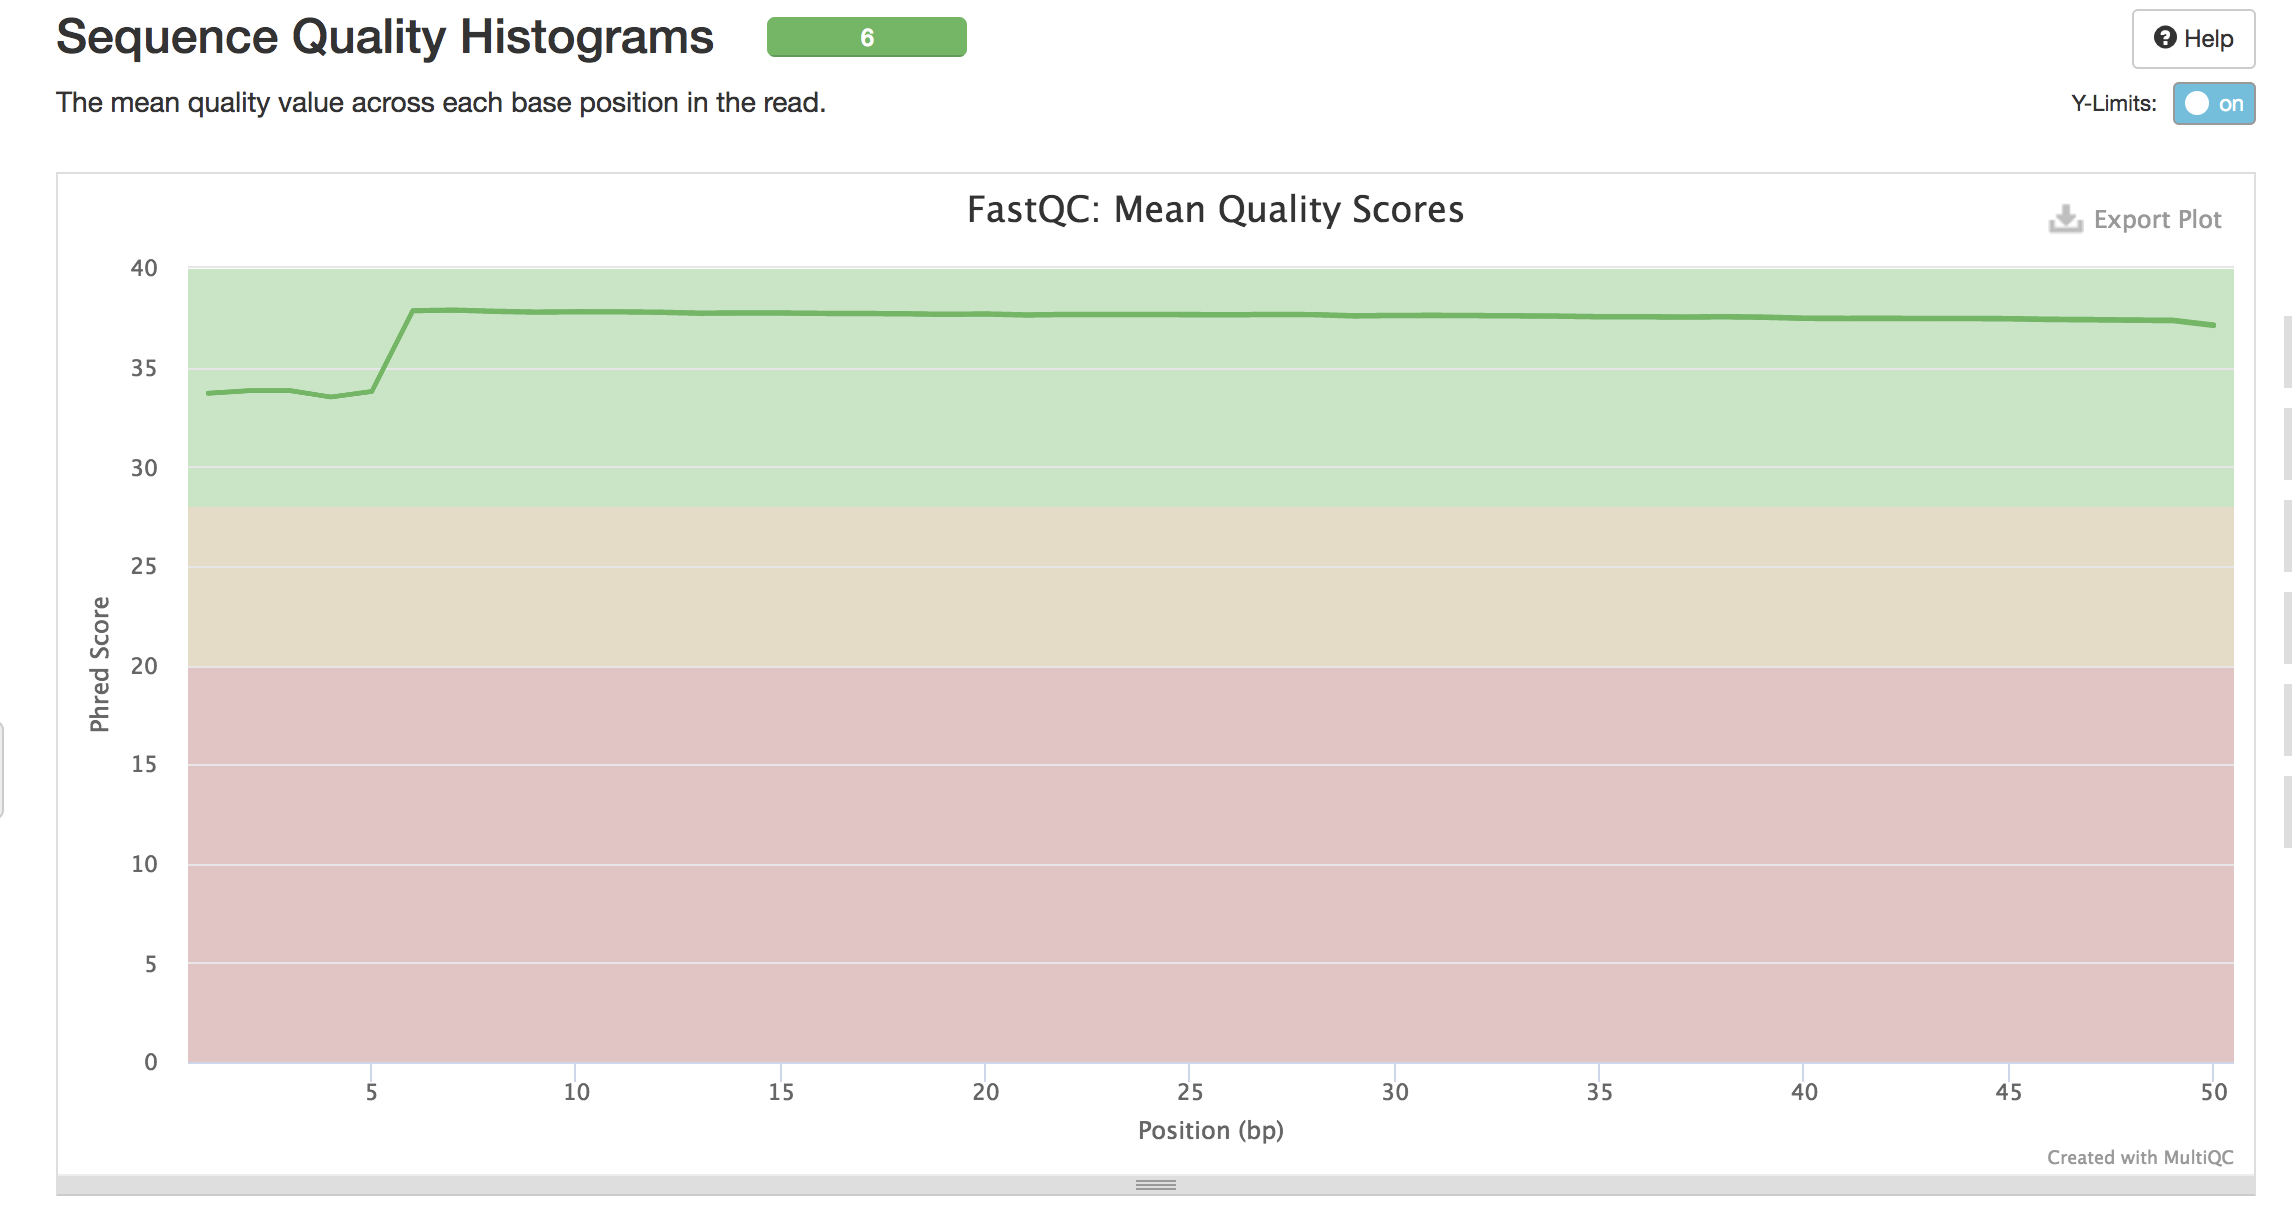 Sequence Quality Histograms
6
Help
The mean quality value across each base position in the read.
Y-Limits:
on
FastQC: Mean Quality Scores
Export Plot
40
35
30
25
20
15
10
5
0
Phred Score
5 10 15 20 25 30 35 40 45 50
Position (bp)
Created with MultiQC